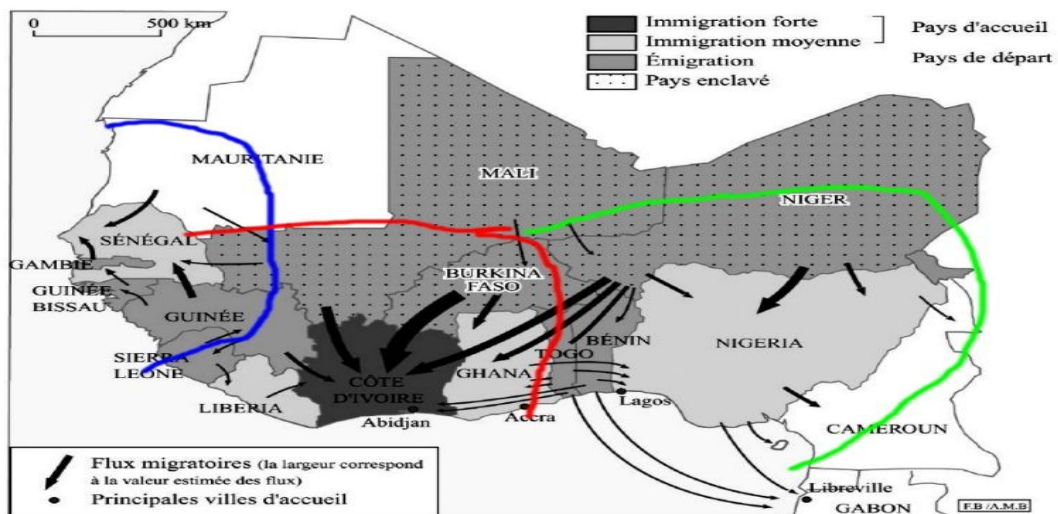 0 500 km
Immigration forte
Immigration moyenne
Émigration
Pays enclavé
Pays d'accueil
Pays de départ
MAURITANIE
MALI
NIGER
SÉNÉGAL
GAMBIE
GUINÉE
BISSAU
GUINÉE
BURKINA
FASO
SIERRA
LEONE
LIBERIA
CÔTE
D'IVOIRE
GHANA
TOGO
BÉNIN
NIGERIA
Abidjan
Accra
Lagos
CAMEROUN
Libreville
GABON
Flux migratoires (la largeur correspond
à la valeur estimée des flux)
Principales villes d'accueil
F.B /A.M.B